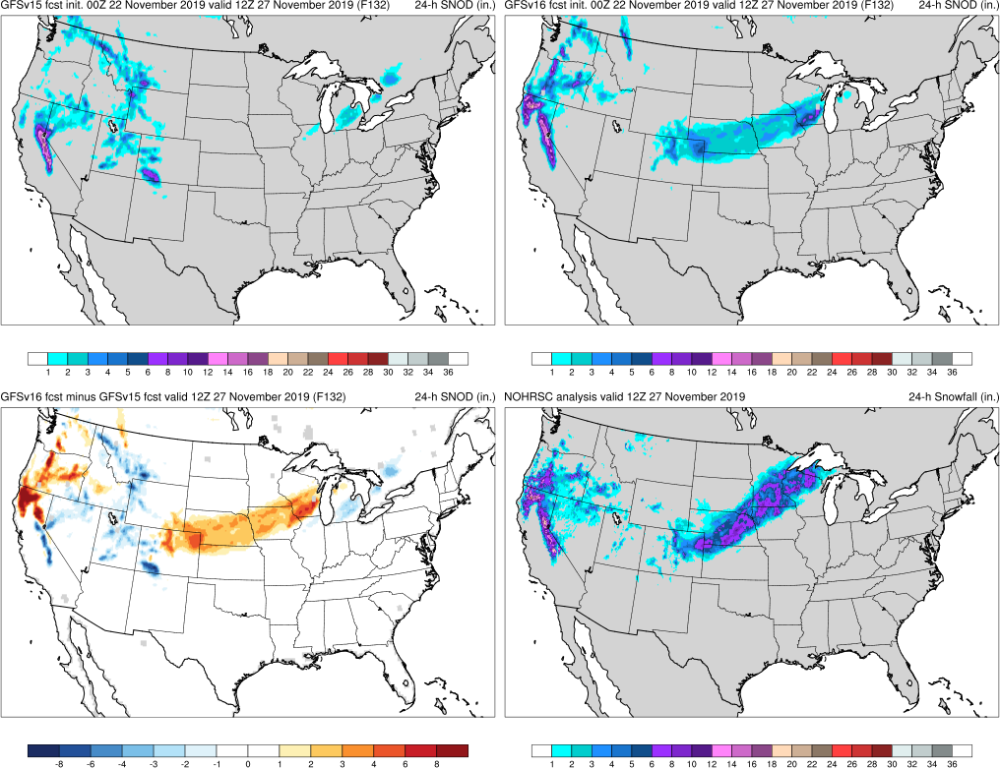 GFSv15 fcst init. 00Z 22 November 2019 valid 12Z 27 November 2019 (F132) 24-h SNOD (in.)
GFSv16 fcst init. 00Z 22 November 2019 valid 12Z 27 November 2019 (F132) 24-h SNOD (in.)
1 2 3 4 5 6 8 10 12 14 16 18 20 22 24 26 28 30 32 34 36
1 2 3 4 5 6 8 10 12 14 16 18 20 22 24 26 28 30 32 34 36
GFSv16 fcst minus GFSv15 fcst valid 12Z 27 November 2019 (F132) 24-h SNOD (in.)
NOHRSC analysis valid 12Z 27 November 2019 24-h Snowfall (in.)
-8 -6 -4 -3 -2 -1 0 1 2 3 4 6 8
1 2 3 4 5 6 8 10 12 14 16 18 20 22 24 26 28 30 32 34 36